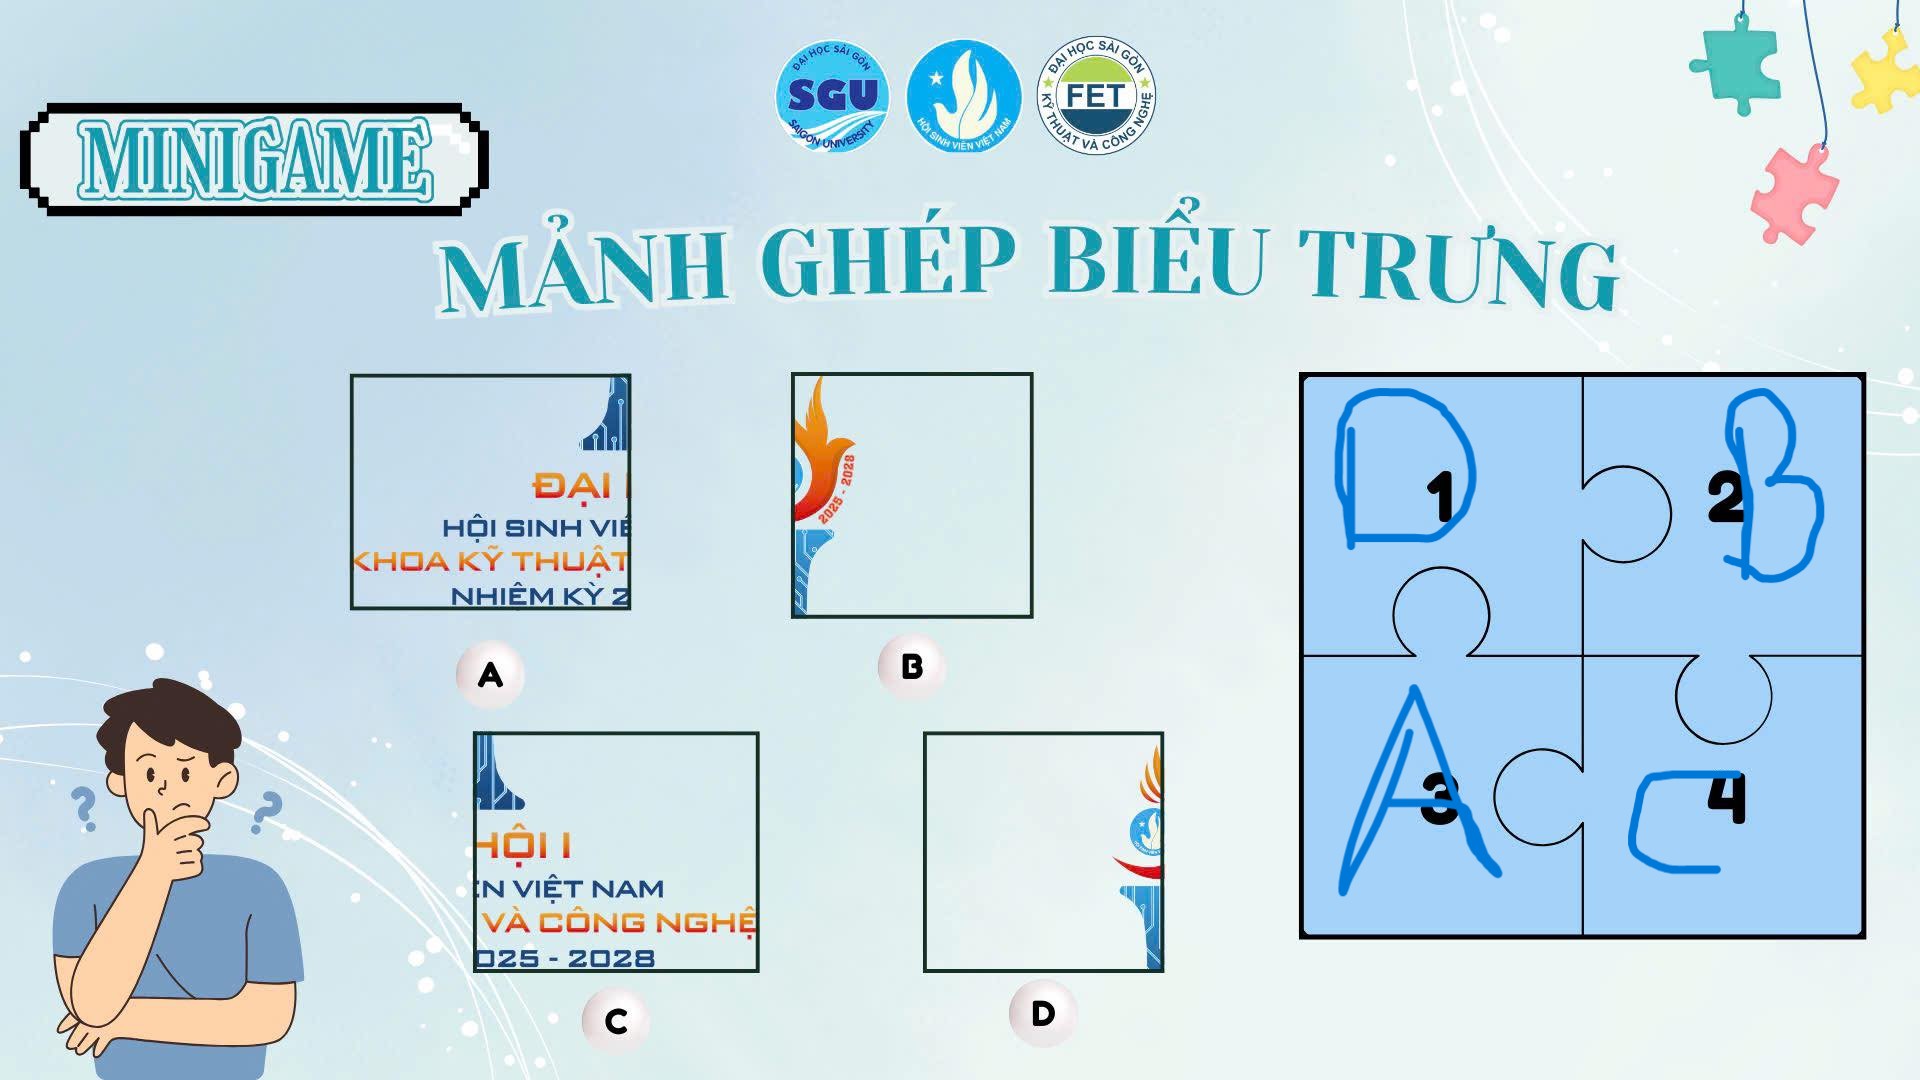 ĐẠI HỌC SÀI GÒN
SGU
SAIGON UNIVERSITY
HỘI SINH VIÊN VIỆT NAM
ĐẠI HỌC SÀI GÒN
FET
KỸ THUẬT VÀ CÔNG NGHỆ
MINIGAME
MẢNH GHÉP BIỂU TRƯNG
ĐẠI
HỘI SINH VIÊ
KHOA KỸ THUẬT
NHIỆM KỲ 2
A
2025 - 2028
B
HỘI I
ÊN VIỆT NAM
VÀ CÔNG NGHỆ
025 - 2028
C
D
D
1
B
2
A
3
C
4
?
?